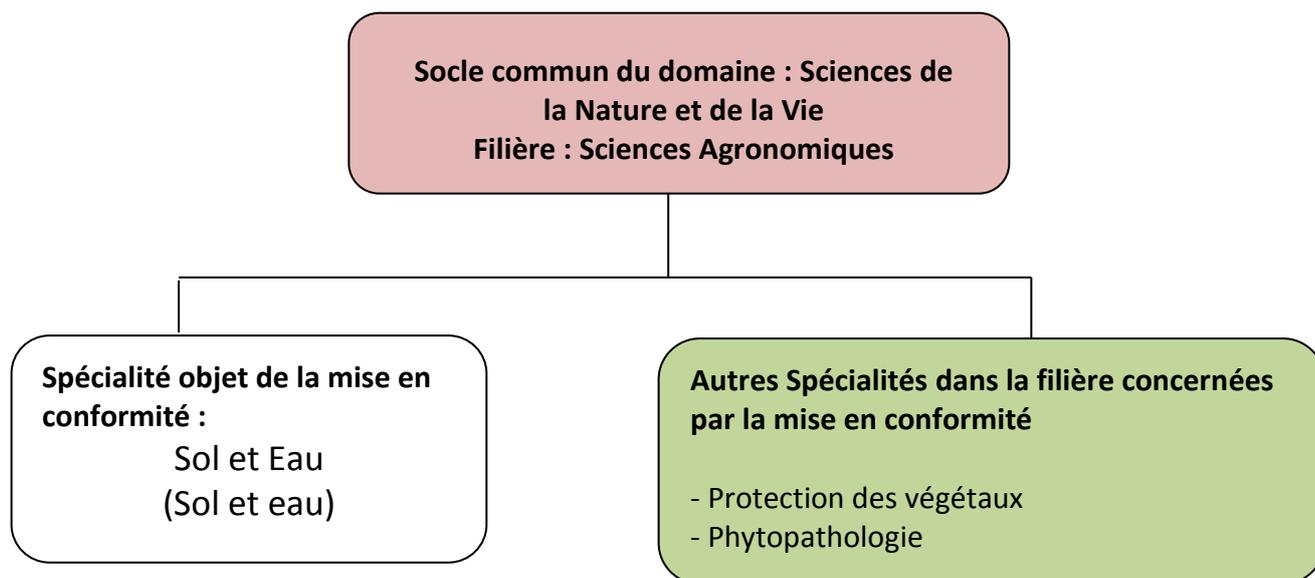 Socle commun du domaine : Sciences de
la Nature et de la Vie
Filière : Sciences Agronomiques
Spécialité objet de la mise en
conformité :
Sol et Eau
(Sol et eau)
Autres Spécialités dans la filière concernées
par la mise en conformité
- Protection des végétaux
- Phytopathologie